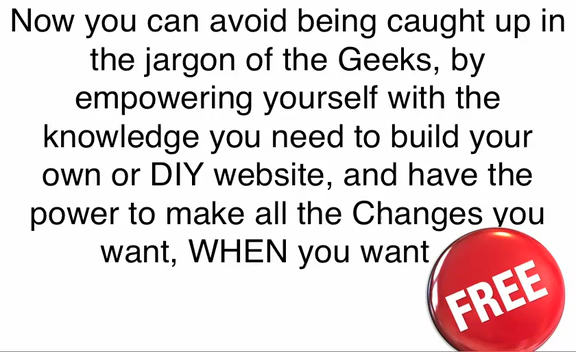 Now you can avoid being caught up in
the jargon of the Geeks, by
empowering yourself with the
knowledge you need to build your
own or DIY website, and have the
power to make all the Changes you
want, WHEN you want
FREE